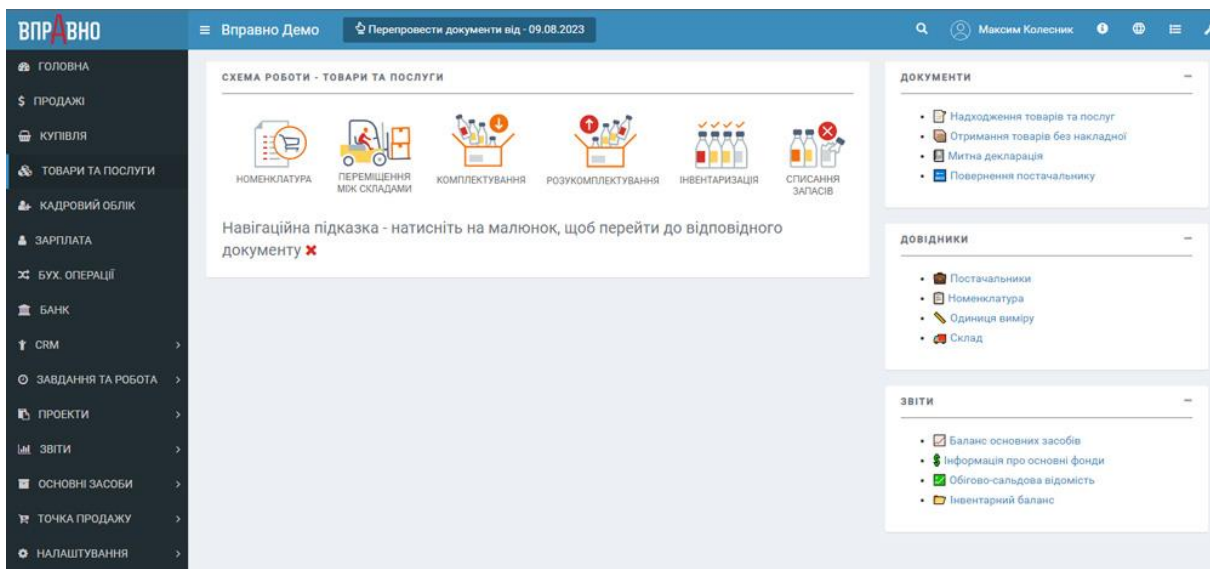 ВПРАВНО
Вправно Демо
Перепровести документи від - 09.08.2023
Максим Колесник
ГОЛОВНА
ПРОДАЖІ
КУПІВЛЯ
ТОВАРИ ТА ПОСЛУГИ
КАДРОВИЙ ОБЛІК
ЗАРПЛАТА
БУХ. ОПЕРАЦІЇ
БАНК
CRM
ЗАВДАННЯ ТА РОБОТА
ПРОЕКТИ
ЗВІТИ
ОСНОВНІ ЗАСОБИ
ТОЧКА ПРОДАЖУ
НАЛАШТУВАННЯ
СХЕМА РОБОТИ - ТОВАРИ ТА ПОСЛУГИ
НОМЕНКЛАТУРА
ПЕРЕМІЩЕННЯ
МІЖ СКЛАДАМИ
КОМПЛЕКТУВАННЯ
РОЗУКОМПЛЕКТУВАННЯ
ІНВЕНТАРИЗАЦІЯ
СПИСАННЯ
ЗАПАСІВ
Навігаційна підказка - натисніть на малюнок, щоб перейти до відповідного
документу
ДОКУМЕНТИ
Надходження товарів та послуг
Отримання товарів без накладної
Митна декларація
Повернення постачальнику
ДОВІДНИКИ
Постачальники
Номенклатура
Одиниця виміру
Склад
ЗВІТИ
Баланс основних засобів
Інформація про основні фонди
Обігово-сальдова відомість
Інвентарний баланс